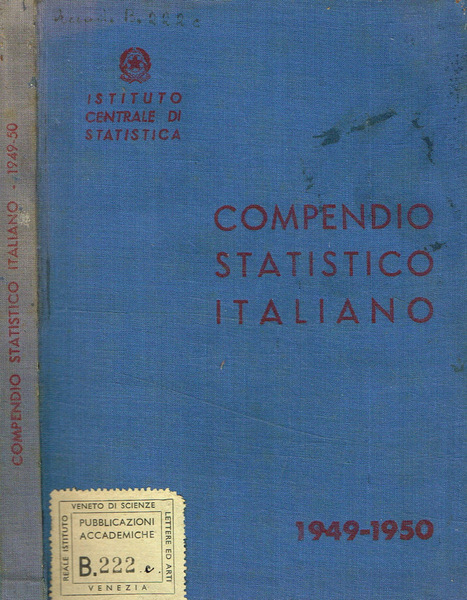 B.222 c
ISTITUTO
CENTRALE DI
STATISTICA
COMPENDIO
STATISTICO
ITALIANO
1949-1950
COMPENDIO STATISTICO ITALIANO - 1949-50
VENETO DI SCIENZE
LETTERE ED ARTI
REALE ISTITUTO
PUBBLICAZIONI
ACCADEMICHE
B.222 c.
VENEZIA